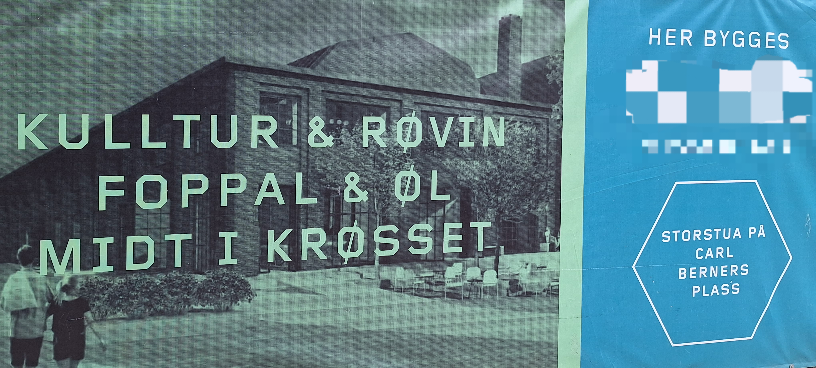 KULLTUR & RØVIN
FOPPAL & ØL
MIDT I KRØSSET
HER BYGGES
STORSTUA PÅ
CARL
BERNERS
PLASS